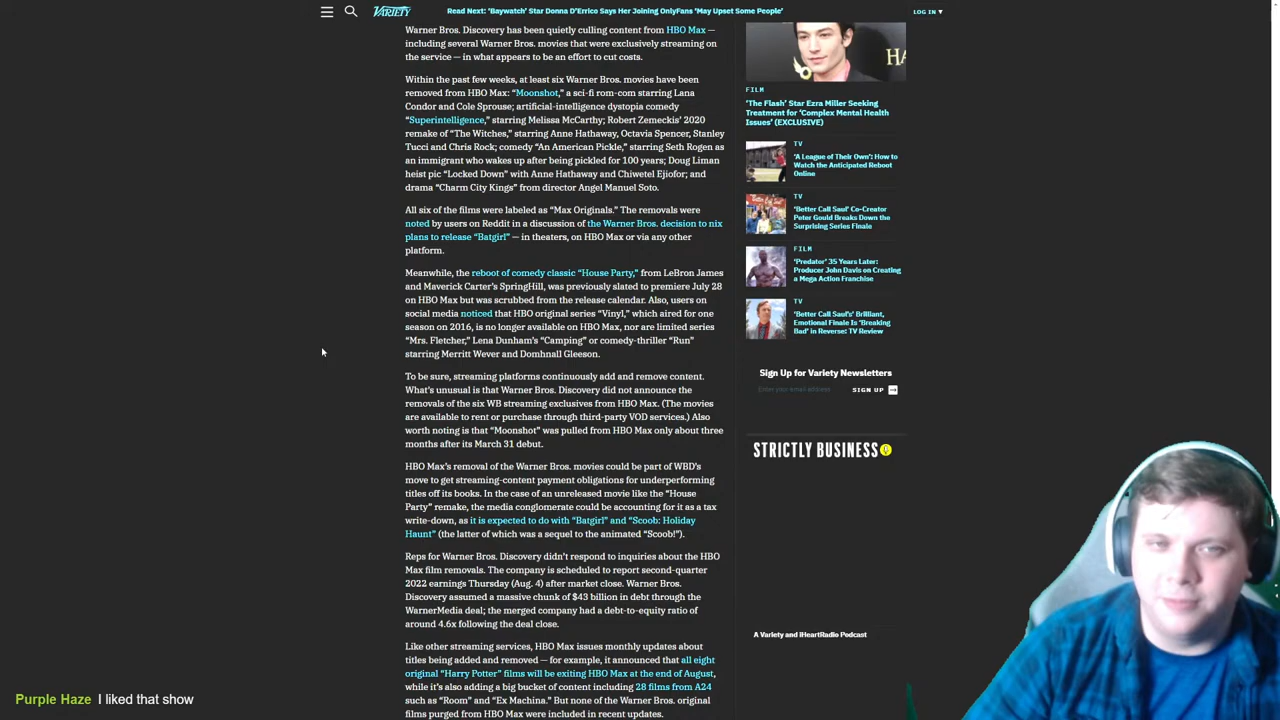 VARIETY
Read Next: ‘Baywatch’ Star Donna D’Errico Says Her Joining OnlyFans ‘May Upset Some People’
LOG IN ▾
Warner Bros. Discovery has been quietly culling content from HBO Max —
including several Warner Bros. movies that were exclusively streaming on
the service — in what appears to be an effort to cut costs.
Within the past few weeks, at least six Warner Bros. movies have been
removed from HBO Max: “Moonshot,” a sci-fi rom-com starring Lana
Condor and Cole Sprouse; artificial-intelligence dystopia comedy
“Superintelligence,” starring Melissa McCarthy; Robert Zemeckis’ 2020
remake of “The Witches,” starring Anne Hathaway, Octavia Spencer, Stanley
Tucci and Chris Rock; comedy “An American Pickle,” starring Seth Rogen as
an immigrant who wakes up after being pickled for 100 years; Doug Liman
heist pic “Locked Down” with Anne Hathaway and Chiwetel Ejiofor; and
drama “Charm City Kings” from director Angel Manuel Soto.
All six of the films were labeled as “Max Originals.” The removals were
noted by users on Reddit in a discussion of the Warner Bros. decision to nix
plans to release “Batgirl” — in theaters, on HBO Max or via any other
platform.
Meanwhile, the reboot of comedy classic “House Party,” from LeBron James
and Maverick Carter’s SpringHill, was previously slated to premiere July 28
on HBO Max but was scrubbed from the release calendar. Also, users on
social media noticed that HBO original series “Vinyl,” which aired for one
season on 2016, is no longer available on HBO Max, nor are limited series
“Mrs. Fletcher,” Lena Dunham’s “Camping” or comedy-thriller “Run”
starring Merritt Wever and Domhnall Gleeson.
To be sure, streaming platforms continuously add and remove content.
What’s unusual is that Warner Bros. Discovery did not announce the
removals of the six WB streaming exclusives from HBO Max. (The movies
are available to rent or purchase through third-party VOD services.) Also
worth noting is that “Moonshot” was pulled from HBO Max only about three
months after its March 31 debut.
HBO Max’s removal of the Warner Bros. movies could be part of WBD’s
move to get streaming-content payment obligations for underperforming
titles off its books. In the case of an unreleased movie like the “House
Party” remake, the media conglomerate could be accounting for it as a tax
write-down, as it is expected to do with “Batgirl” and “Scoob: Holiday
Haunt” (the latter of which was a sequel to the animated “Scoob!”).
Reps for Warner Bros. Discovery didn’t respond to inquiries about the HBO
Max film removals. The company is scheduled to report second-quarter
2022 earnings Thursday (Aug. 4) after market close. Warner Bros.
Discovery assumed a massive chunk of $43 billion in debt through the
WarnerMedia deal; the merged company had a debt-to-equity ratio of
around 4.6x following the deal close.
Like other streaming services, HBO Max issues monthly updates about
titles being added and removed — for example, it announced that all eight
original “Harry Potter” films will be exiting HBO Max at the end of August,
while it’s also adding a big bucket of content including 28 films from A24
such as “Room” and “Ex Machina.” But none of the Warner Bros. original
films purged from HBO Max were included in recent updates.
HA
FILM
‘The Flash’ Star Ezra Miller Seeking
Treatment for ‘Complex Mental Health
Issues’ (EXCLUSIVE)
TV
‘A League of Their Own’: How to
Watch the Anticipated Reboot
Online
TV
‘Better Call Saul’ Co-Creator
Peter Gould Breaks Down the
Surprising Series Finale
FILM
‘Predator’ 35 Years Later:
Producer John Davis on Creating
a Mega Action Franchise
TV
‘Better Call Saul’s’ Brilliant,
Emotional Finale Is ‘Breaking
Bad’ in Reverse: TV Review
Sign Up for Variety Newsletters
Enter your email address
SIGN UP
STRICTLY BUSINESS
A Variety and iHeartRadio Podcast
Purple Haze I liked that show